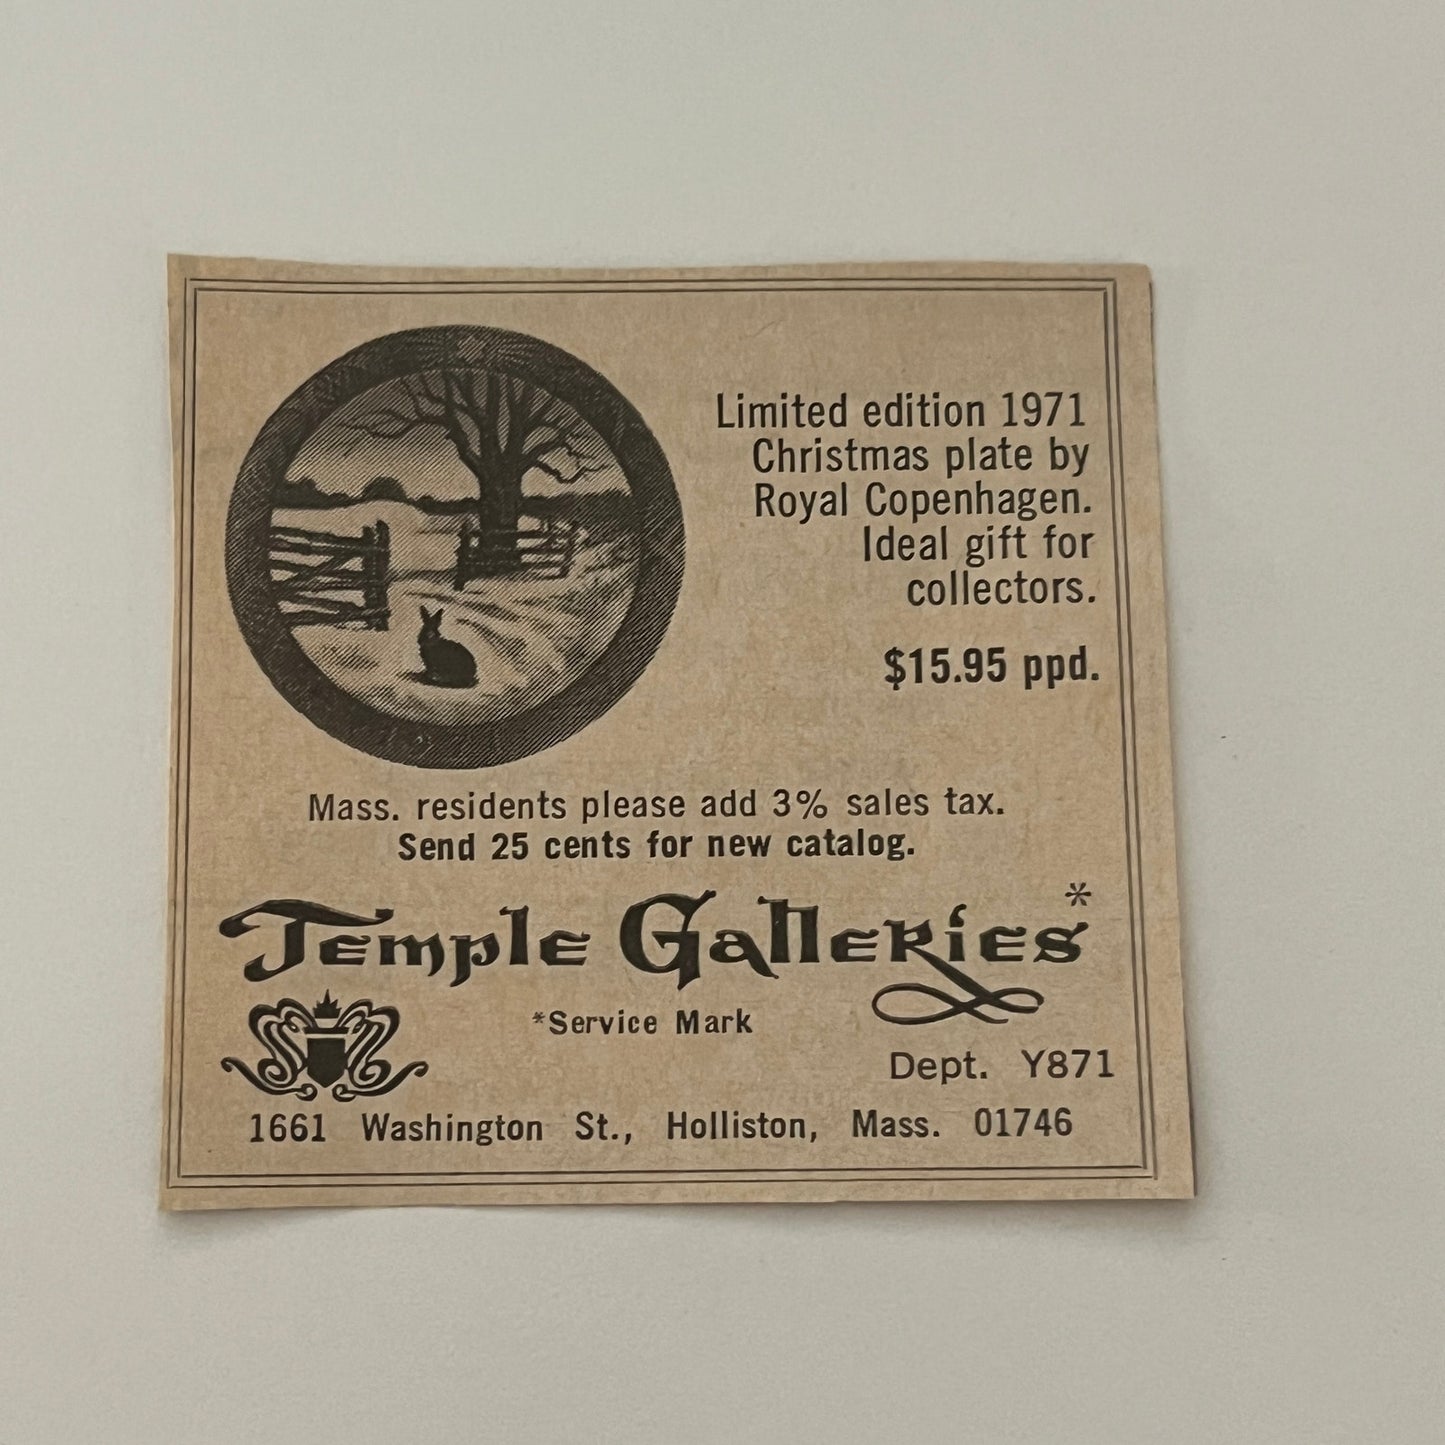 Limited edition 1971
Christmas plate by
Royal Copenhagen.
Ideal gift for
collectors.
$15.95 ppd.
Mass. residents please add 3% sales tax.
Send 25 cents for new catalog.
Temple Galleries*
*Service Mark
Dept. Y871
1661 Washington St., Holliston, Mass. 01746